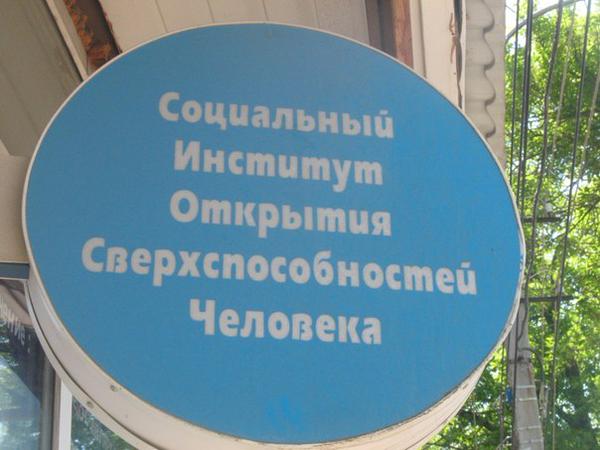 Социальный
Институт
Открытия
Сверхспособностей
Человека